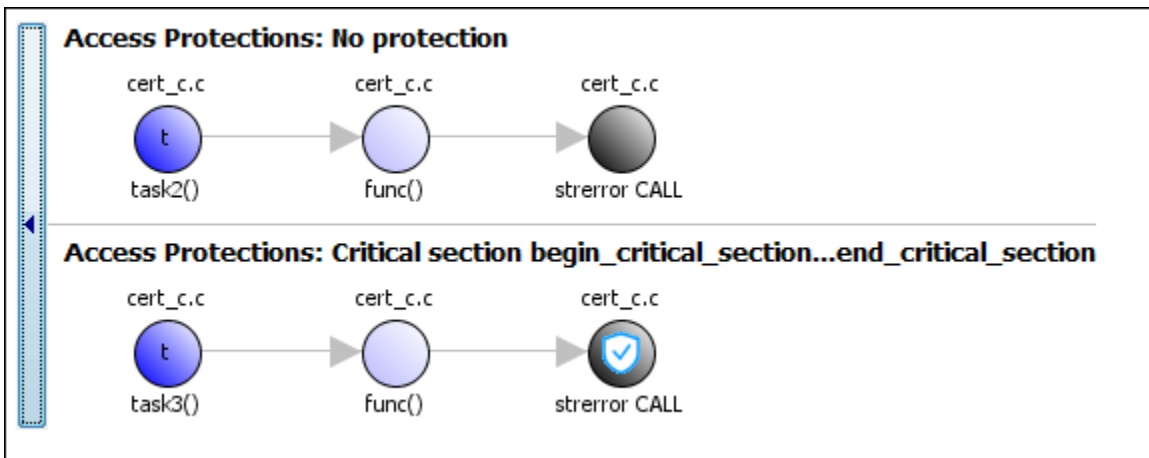 Access Protections: No protection
cert_c.c cert_c.c cert_c.c
t
task2() func() strerror CALL
Access Protections: Critical section begin_critical_section...end_critical_section
cert_c.c cert_c.c cert_c.c
t
task3() func() strerror CALL